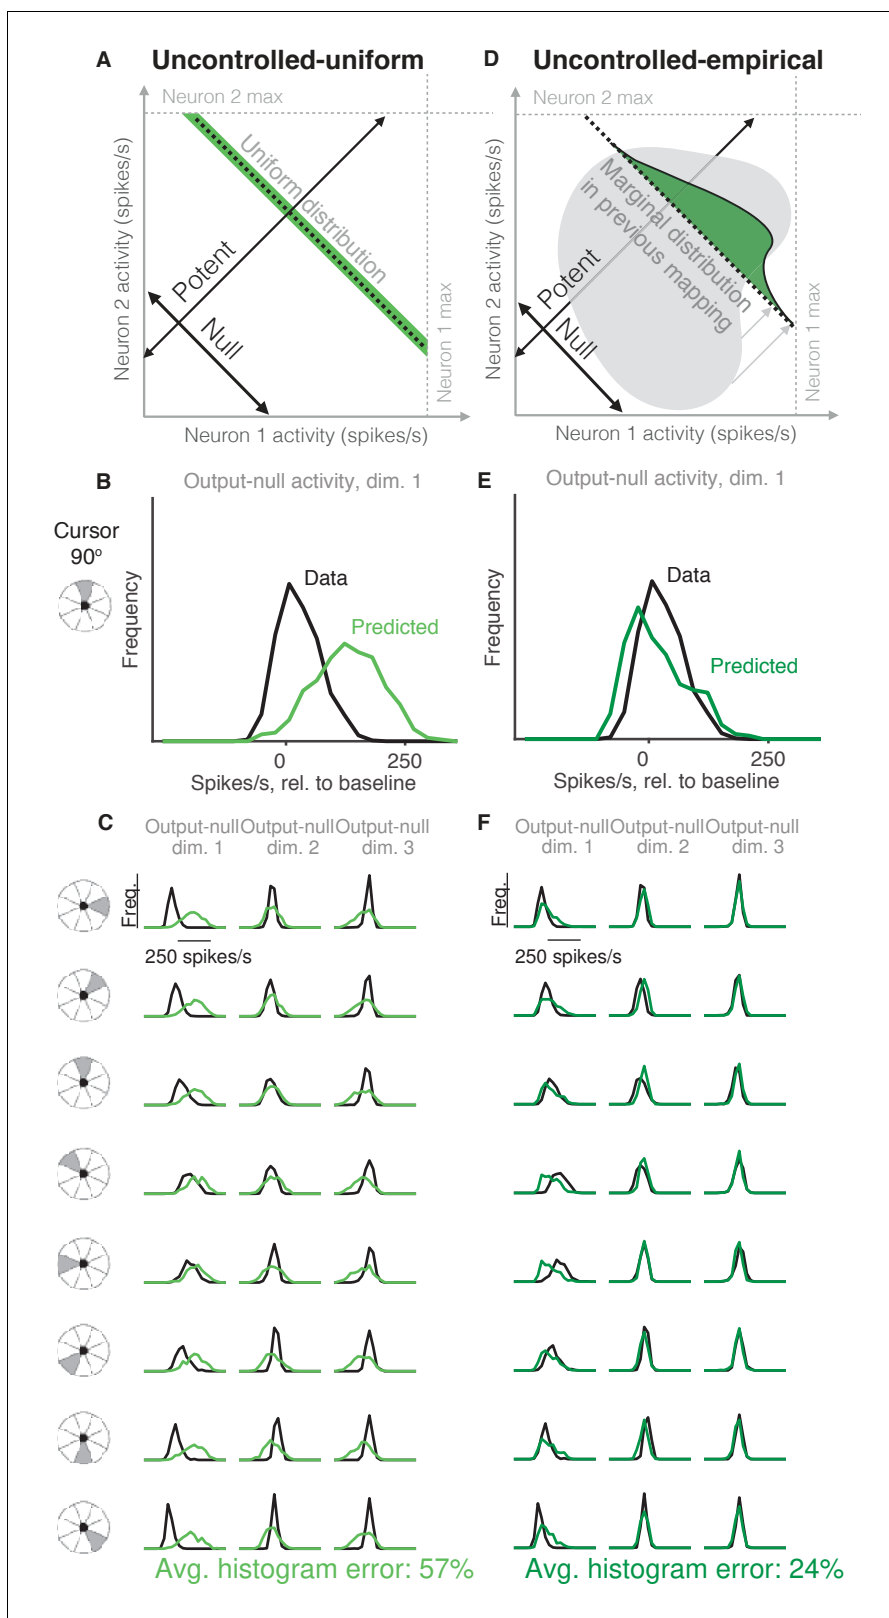 A Uncontrolled-uniform
Neuron 2 max
Neuron 2 activity (spikes/s)
Uniform distribution
Potent
Null
Neuron 1 max
Neuron 1 activity (spikes/s)
D Uncontrolled-empirical
Neuron 2 max
Neuron 2 activity (spikes/s)
Marginal distribution
in previous mapping
Potent
Null
Neuron 1 max
Neuron 1 activity (spikes/s)
B Output-null activity, dim. 1
Cursor
90º
Frequency
Data
Predicted
0 250
Spikes/s, rel. to baseline
E Output-null activity, dim. 1
Frequency
Data
Predicted
0 250
Spikes/s, rel. to baseline
C
Output-null
dim. 1
Output-null
dim. 2
Output-null
dim. 3
Freq.
250 spikes/s
Avg. histogram error: 57%
F
Output-null
dim. 1
Output-null
dim. 2
Output-null
dim. 3
Freq.
250 spikes/s
Avg. histogram error: 24%